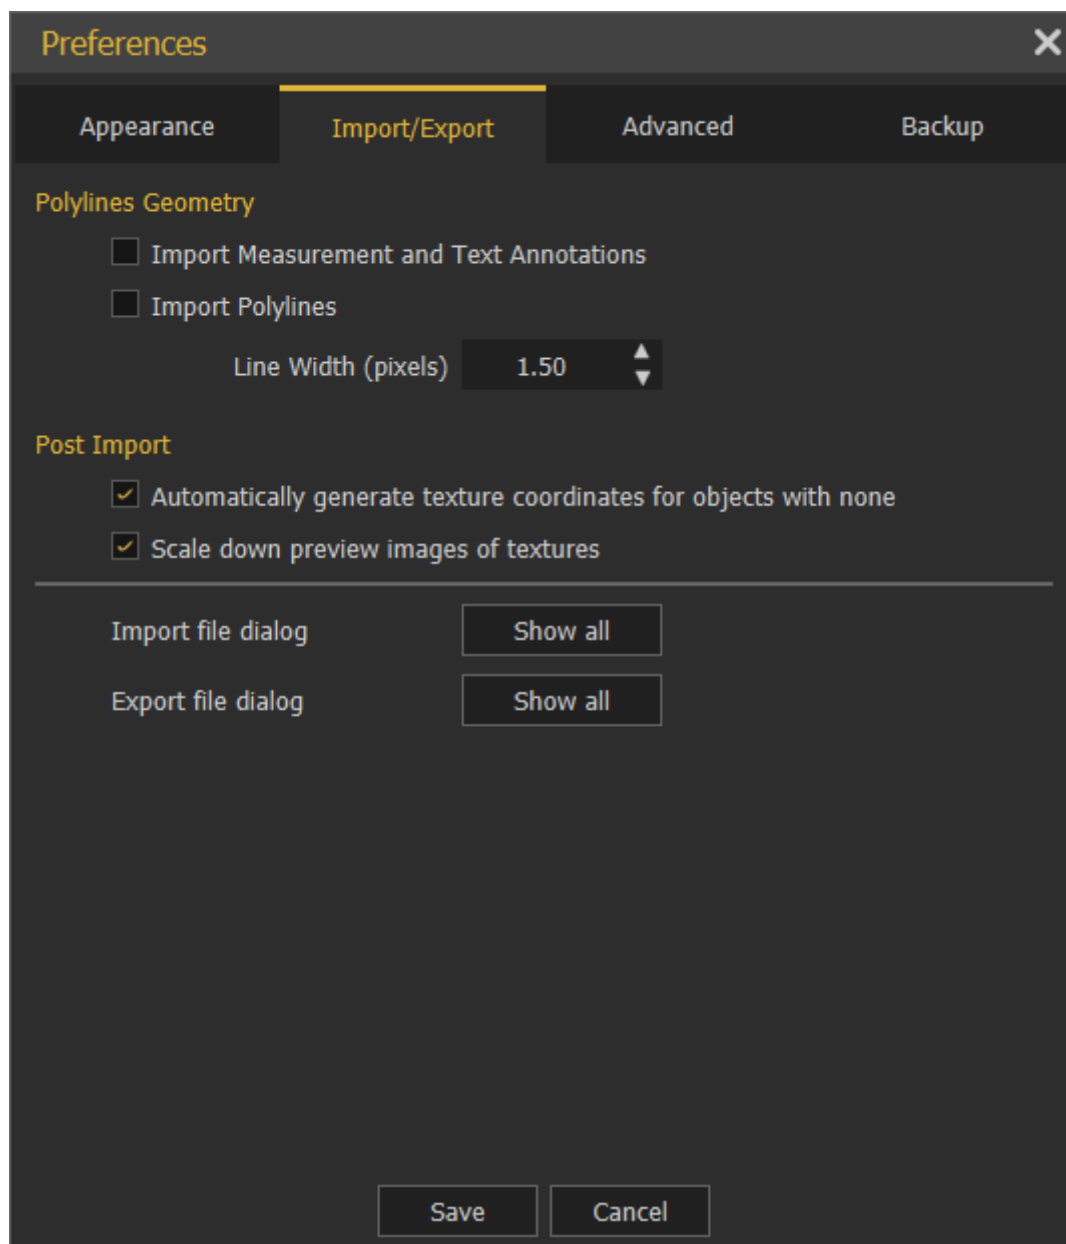 Preferences
Appearance Import/Export Advanced Backup
Polylines Geometry
Import Measurement and Text Annotations
Import Polylines
Line Width (pixels) 1.50
Post Import
Automatically generate texture coordinates for objects with none
Scale down preview images of textures
Import file dialog Show all
Export file dialog Show all
Save Cancel